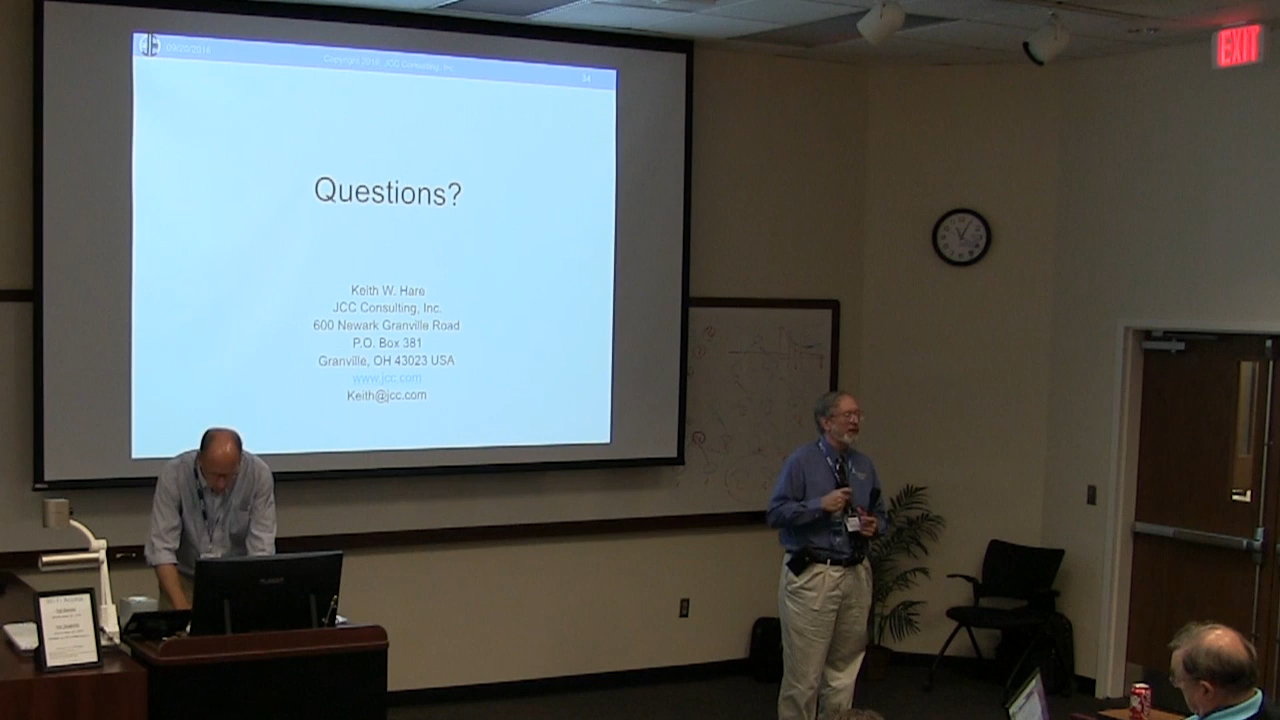 09/20/2016
Copyright 2016, JCC Consulting, Inc.
34
Questions?
Keith W. Hare
JCC Consulting, Inc.
600 Newark Granville Road
P.O. Box 381
Granville, OH 43023 USA
www.jcc.com
Keith@jcc.com
EXIT